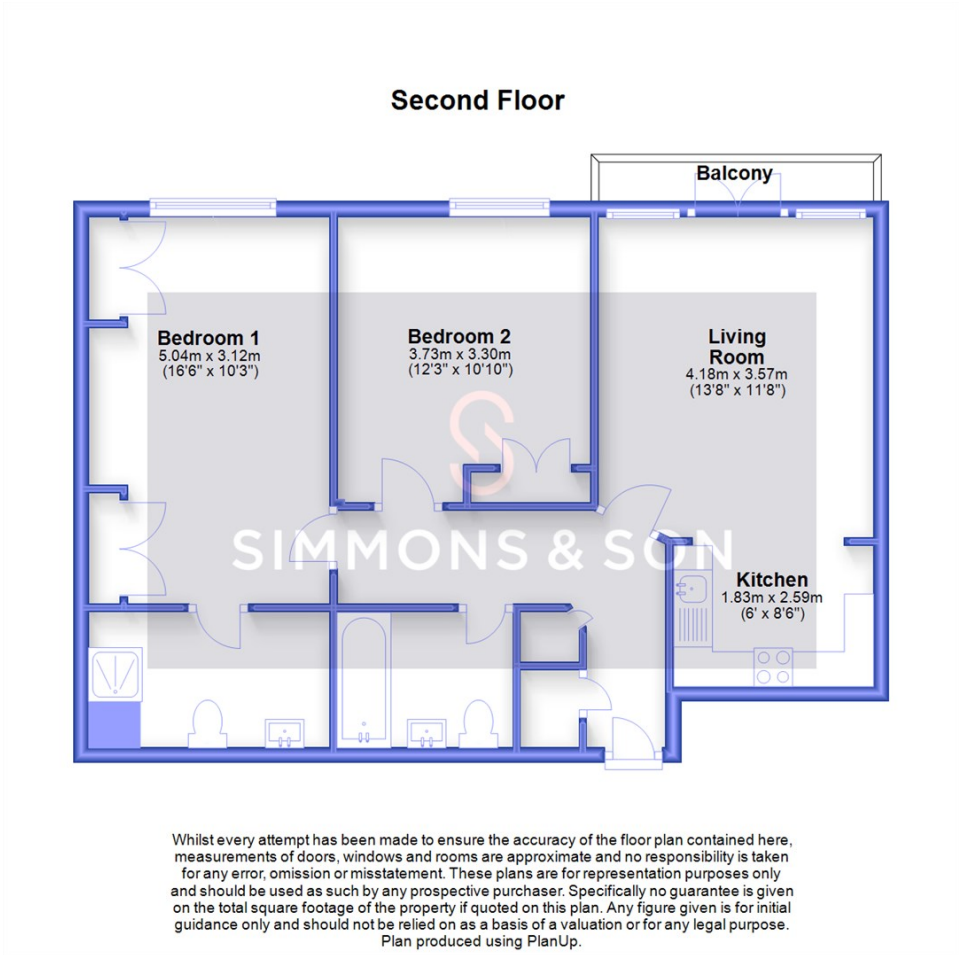 Second Floor
Balcony
Bedroom 1
5.04m x 3.12m
(16'6" x 10'3")
Bedroom 2
3.73m x 3.30m
(12'3" x 10'10")
Living
Room
4.18m x 3.57m
(13'8" x 11'8")
SIMMONS & SON
Kitchen
1.83m x 2.59m
(6' x 8'6")
Whilst every attempt has been made to ensure the accuracy of the floor plan contained here,
measurements of doors, windows and rooms are approximate and no responsibility is taken
for any error, omission or misstatement. These plans are for representation purposes only
and should be used as such by any prospective purchaser. Specifically no guarantee is given
on the total square footage of the property if quoted on this plan. Any figure given is for initial
guidance only and should not be relied on as a basis of a valuation or for any legal purpose.
Plan produced using PlanUp.